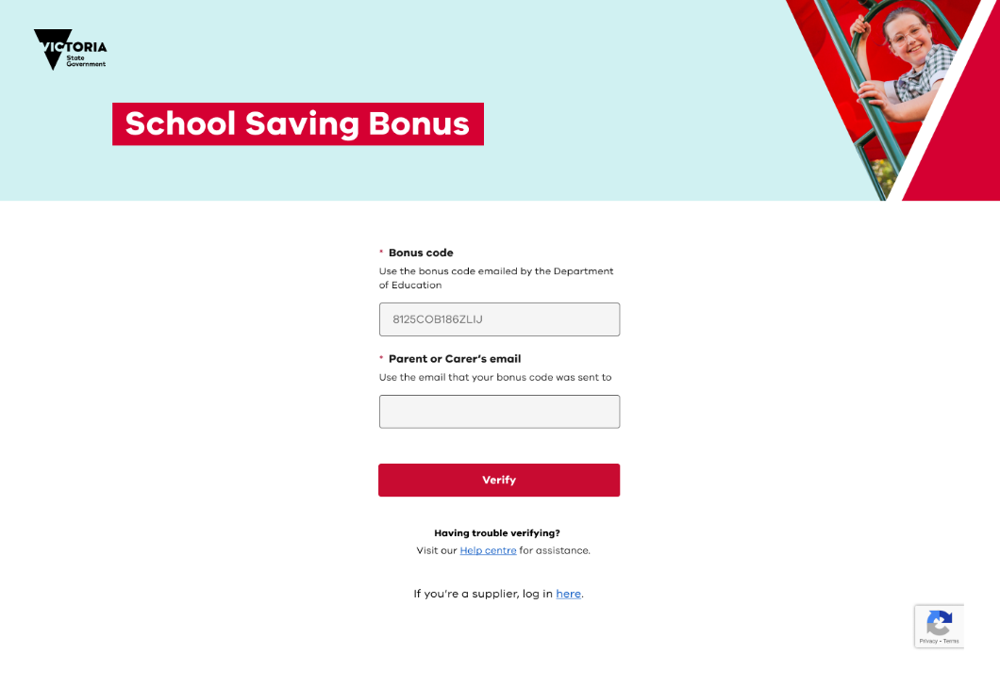 VICTORIA
State
Government
School Saving Bonus
* Bonus code
Use the bonus code emailed by the Department
of Education
8125COB186ZLIJ
* Parent or Carer’s email
Use the email that your bonus code was sent to
Verify
Having trouble verifying?
Visit our Help centre for assistance.
If you’re a supplier, log in here.
Privacy - Terms